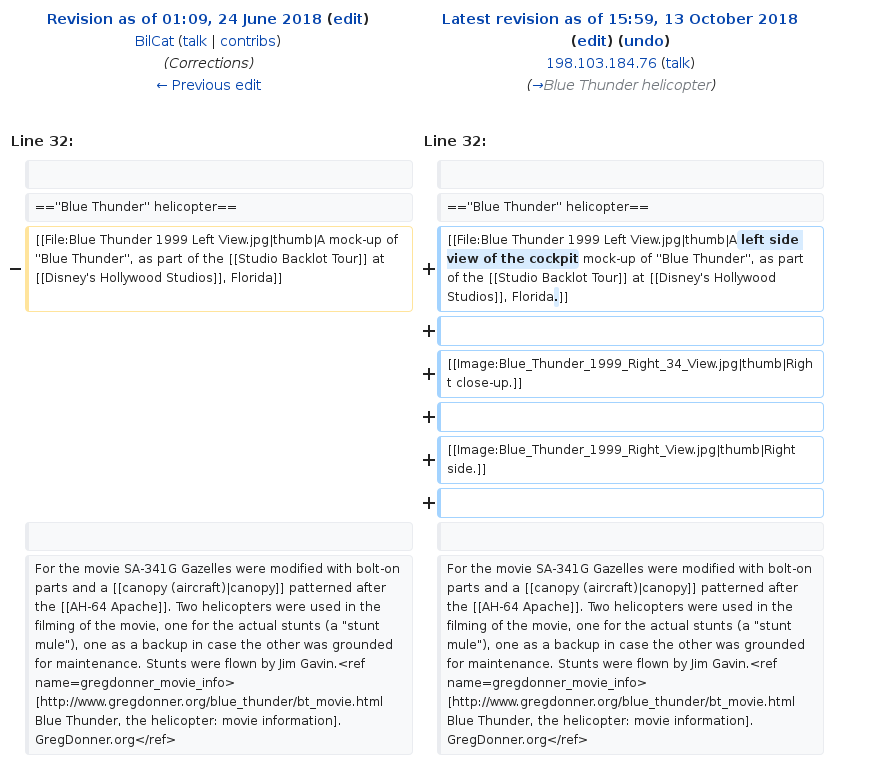 Revision as of 01:09, 24 June 2018 (edit)
BilCat (talk | contribs)
(Corrections)
← Previous edit
Latest revision as of 15:59, 13 October 2018
(edit) (undo)
198.103.184.76 (talk)
(→Blue Thunder helicopter)
Line 32:
Line 32:
=="Blue Thunder" helicopter==
=="Blue Thunder" helicopter==
−
[[File:Blue Thunder 1999 Left View.jpg|thumb|A mock-up of
"Blue Thunder", as part of the [[Studio Backlot Tour]] at
[[Disney's Hollywood Studios]], Florida]]
+
[[File:Blue Thunder 1999 Left View.jpg|thumb|A left side
view of the cockpit mock-up of "Blue Thunder", as part
of the [[Studio Backlot Tour]] at [[Disney's Hollywood
Studios]], Florida.]]
+
+
[[Image:Blue_Thunder_1999_Right_34_View.jpg|thumb|Righ
t close-up.]]
+
+
[[Image:Blue_Thunder_1999_Right_View.jpg|thumb|Right
side.]]
+
For the movie SA-341G Gazelles were modified with bolt-on
parts and a [[canopy (aircraft)|canopy]] patterned after
the [[AH-64 Apache]]. Two helicopters were used in the
filming of the movie, one for the actual stunts (a "stunt
mule"), one as a backup in case the other was grounded
for maintenance. Stunts were flown by Jim Gavin.<ref
name=gregdonner_movie_info>
[http://www.gregdonner.org/blue_thunder/bt_movie.html
Blue Thunder, the helicopter: movie information].
GregDonner.org</ref>
For the movie SA-341G Gazelles were modified with bolt-on
parts and a [[canopy (aircraft)|canopy]] patterned after
the [[AH-64 Apache]]. Two helicopters were used in the
filming of the movie, one for the actual stunts (a "stunt
mule"), one as a backup in case the other was grounded
for maintenance. Stunts were flown by Jim Gavin.<ref
name=gregdonner_movie_info>
[http://www.gregdonner.org/blue_thunder/bt_movie.html
Blue Thunder, the helicopter: movie information].
GregDonner.org</ref>